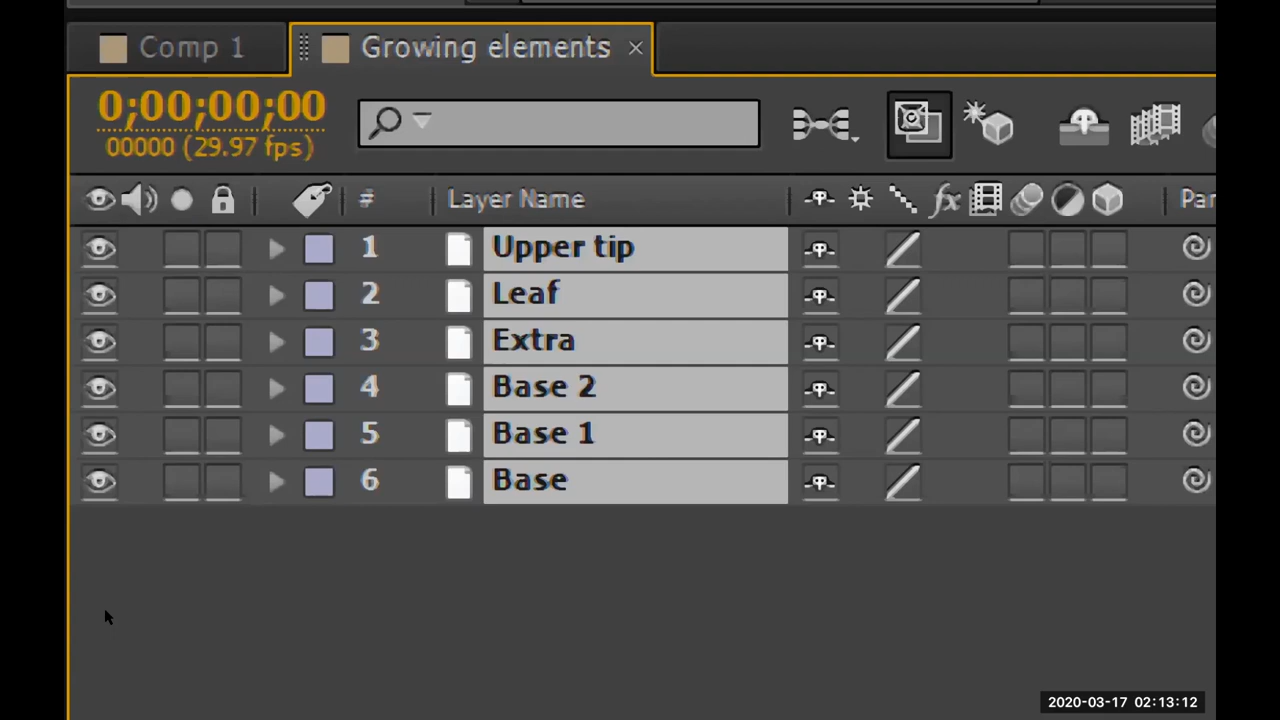 Comp 1
Growing elements ×
0;00;00;00
00000 (29.97 fps)
# Layer Name fx Par
1 Upper tip
2 Leaf
3 Extra
4 Base 2
5 Base 1
6 Base
2020-03-17 02:13:12